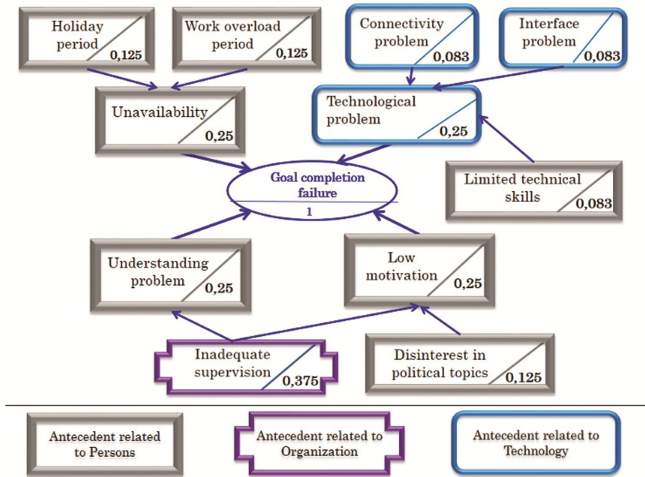 Holiday
period
0,125
Work overload
period
0,125
Connectivity
problem
0,083
Interface
problem
0,083
Unavailability
0,25
Technological
problem
0,25
Goal completion
failure
1
Limited technical
skills
0,083
Understanding
problem
0,25
Low
motivation
0,25
Inadequate
supervision
0,375
Disinterest in
political topics
0,125
Antecedent related
to Persons
Antecedent related to
Organization
Antecedent related to
Technology